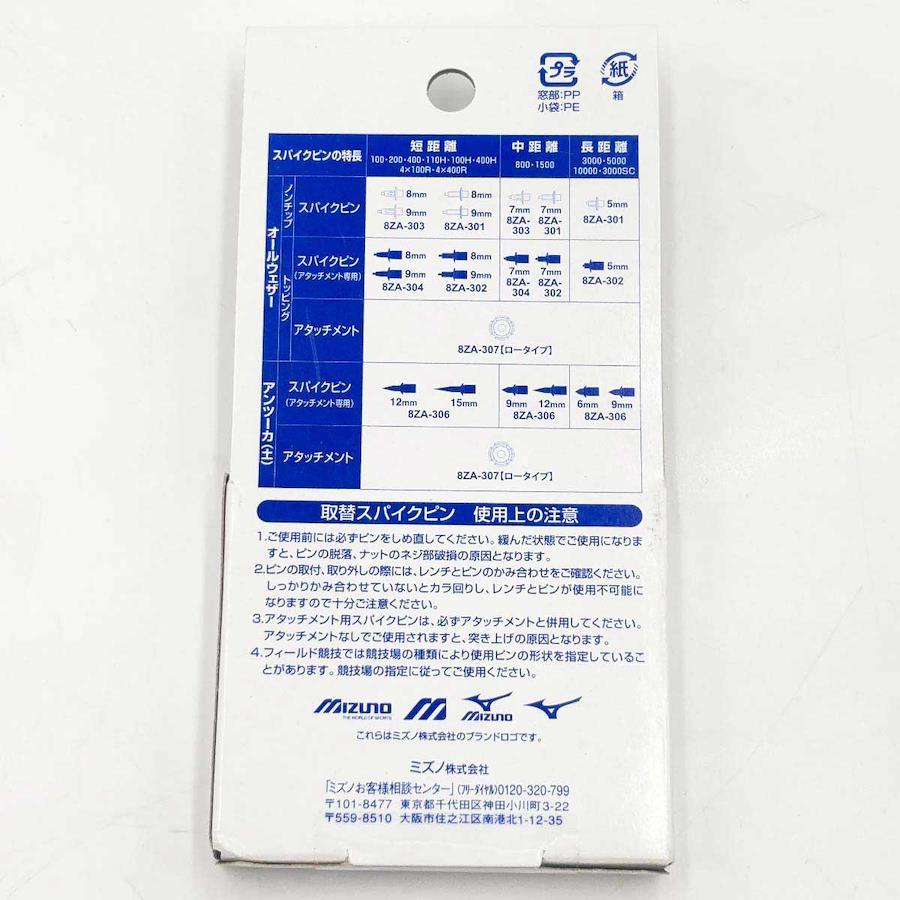 プラ
紙
窓部:PP
小袋:PE
箱
スパイクピンの特長
短距離
100・200・400・110H・100H・400H
4×100R・4×400R
中距離
800・1500
長距離
3000・5000
10000・3000SC
オールウェザー
ノンチップ
スパイクピン
8mm 8mm
9mm 9mm
8ZA-303 8ZA-301
7mm 7mm
8ZA-303 8ZA-301
5mm
8ZA-301
トッピング
スパイクピン
(アタッチメント専用)
8mm 8mm
9mm 9mm
8ZA-304 8ZA-302
7mm 7mm
8ZA-304 8ZA-302
5mm
8ZA-302
アタッチメント
8ZA-307【ロータイプ】
アンツーカ(土)
スパイクピン
(アタッチメント専用)
12mm 15mm
8ZA-306
9mm 12mm
8ZA-306
6mm 9mm
8ZA-306
アタッチメント
8ZA-307【ロータイプ】
取替スパイクピン 使用上の注意
1.ご使用前には必ずピンをしめ直してください。緩んだ状態でご使用になりま
すと、ピンの脱落、ナットのネジ部破損の原因となります。
2.ピンの取付、取り外しの際には、レンチとピンのかみ合わせをご確認ください。
しっかりかみ合わせていないとカラ回りし、レンチとピンが使用不可能に
なりますので十分ご注意ください。
3.アタッチメント用スパイクピンは、必ずアタッチメントと併用してください。
アタッチメントなしでご使用されますと、突き上げの原因となります。
4.フィールド競技では競技場の種類により使用ピンの形状を指定しているこ
とがあります。競技場の指定に従ってご使用ください。
MIZUNO
THE WORLD OF SPORTS
MIZUNO
これらはミズノ株式会社のブランドロゴです。
ミズノ株式会社
「ミズノお客様相談センター」(フリーダイヤル)0120-320-799
〒101-8477 東京都千代田区神田小川町3-22
〒559-8510 大阪市住之江区南港北1-12-35